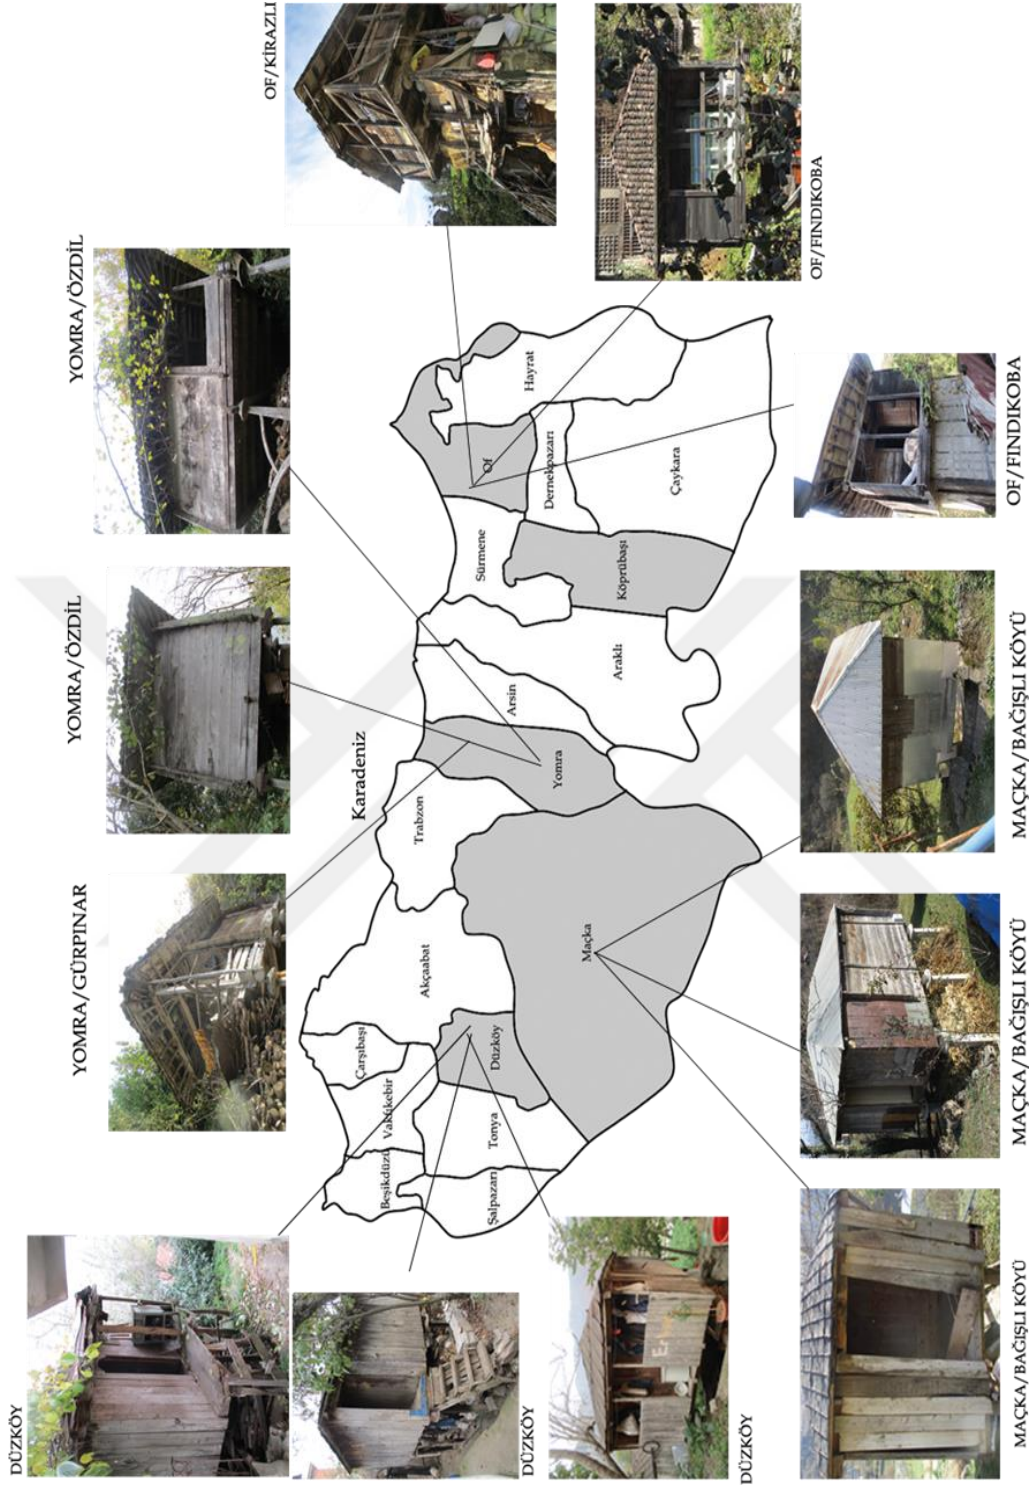 OF/KİRAZLI
OF/FINDIKOBA
YOMRA/ÖZDİL
YOMRA/ÖZDİL
YOMRA/GÜRPINAR
DÜZKÖY
DÜZKÖY
DÜZKÖY
Karadeniz
Beşikdüzü
Vakfıkebir
Çarşıbaşı
Akçaabat
Trabzon
Şalpazarı
Tonya
Düzköy
Maçka
Yomra
Arsin
Araklı
Sürmene
Köprübaşı
Of
Dernekpazarı
Hayrat
Çaykara
MAÇKA/BAĞIŞLI KÖYÜ
MAÇKA/BAĞIŞLI KÖYÜ
MAÇKA/BAĞIŞLI KÖYÜ
OF/FINDIKOBA